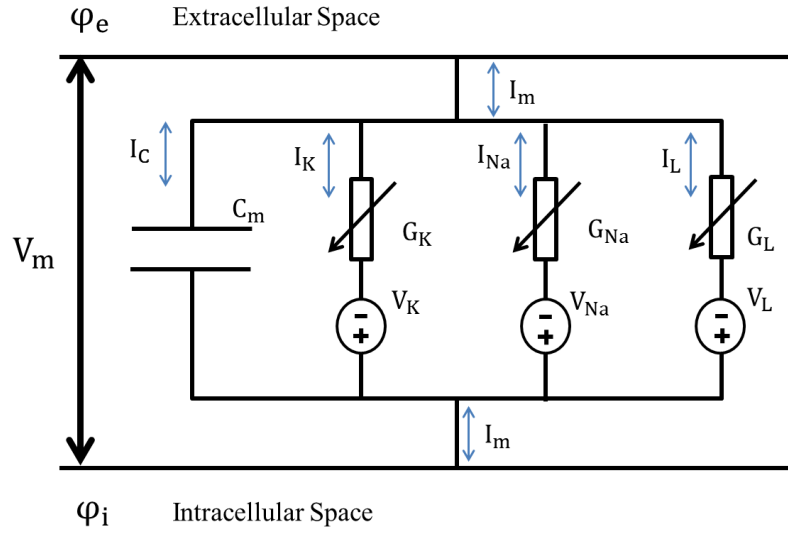 φe Extracellular Space
Im
IC IK INa IL
Cm
GK GNa GL
Vm
VK VNa VL
- - -
+ + +
Im
φi Intracellular Space